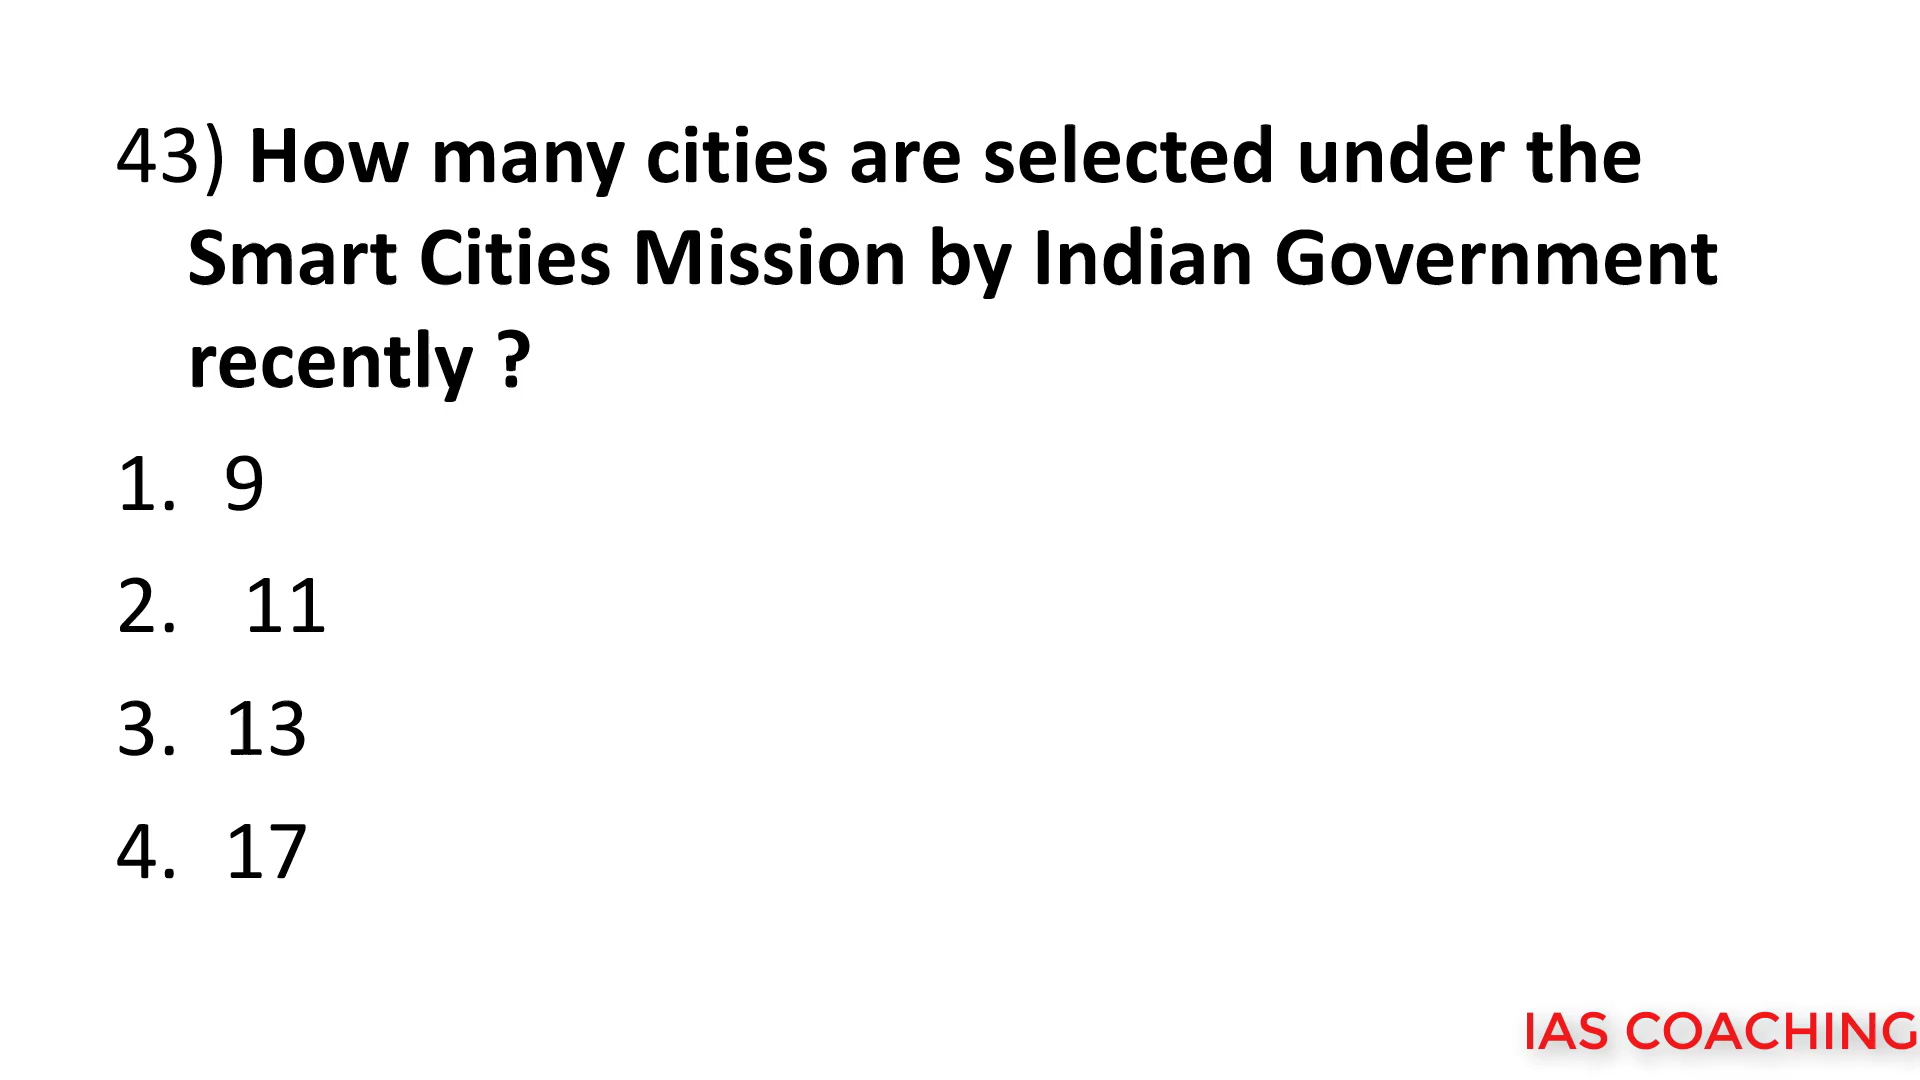 43) How many cities are selected under the
Smart Cities Mission by Indian Government
recently ?
1. 9
2. 11
3. 13
4. 17
IAS COACHING